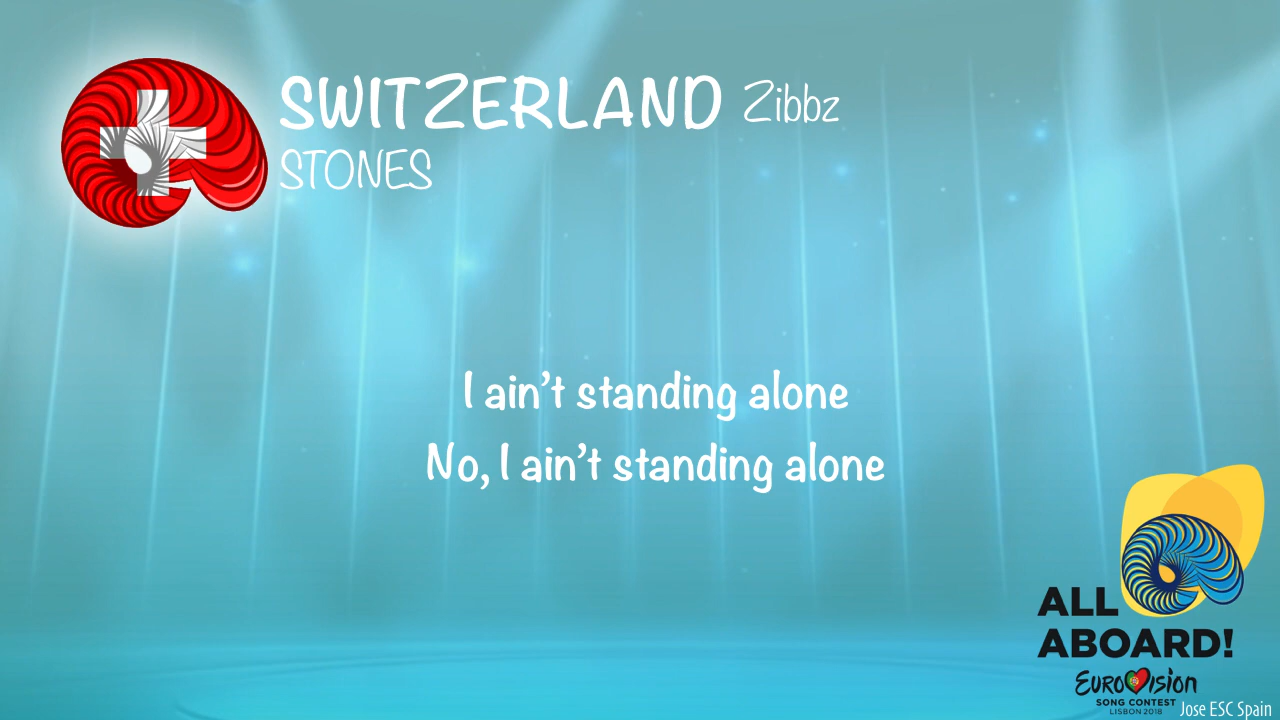 SWITZERLAND Zibbz
STONES
I ain't standing alone
No, I ain't standing alone
ALL
ABOARD!
EUROVISION
SONG CONTEST
LISBON 2018
Jose ESC Spain